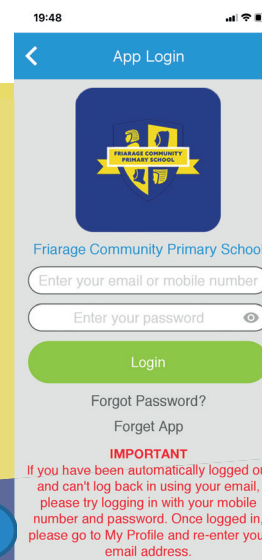 19:48
App Login
FRIARAGE COMMUNITY
PRIMARY SCHOOL
Friarage Community Primary School
Enter your email or mobile number
Enter your password
Login
Forgot Password?
Forget App
IMPORTANT
If you have been automatically logged ou
and can't log back in using your email,
please try logging in with your mobile
number and password. Once logged in,
please go to My Profile and re-enter you
email address.